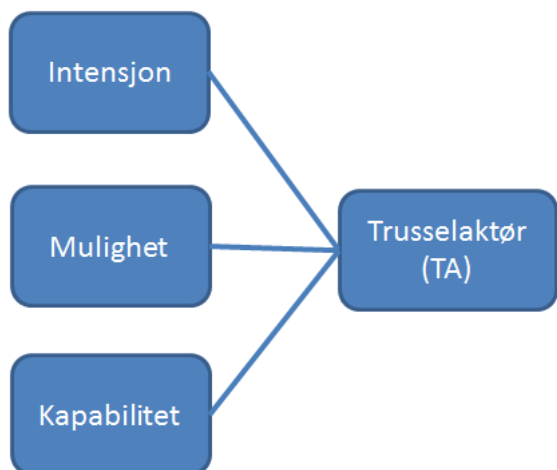 Intensjon
Mulighet
Trusselaktør
(TA)
Kapabilitet